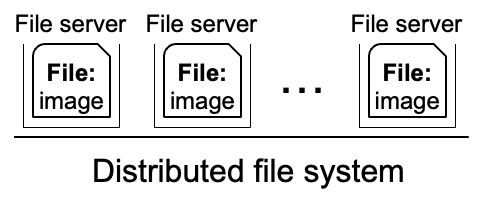 File server File server File server
File: File: ... File:
image image image
Distributed file system